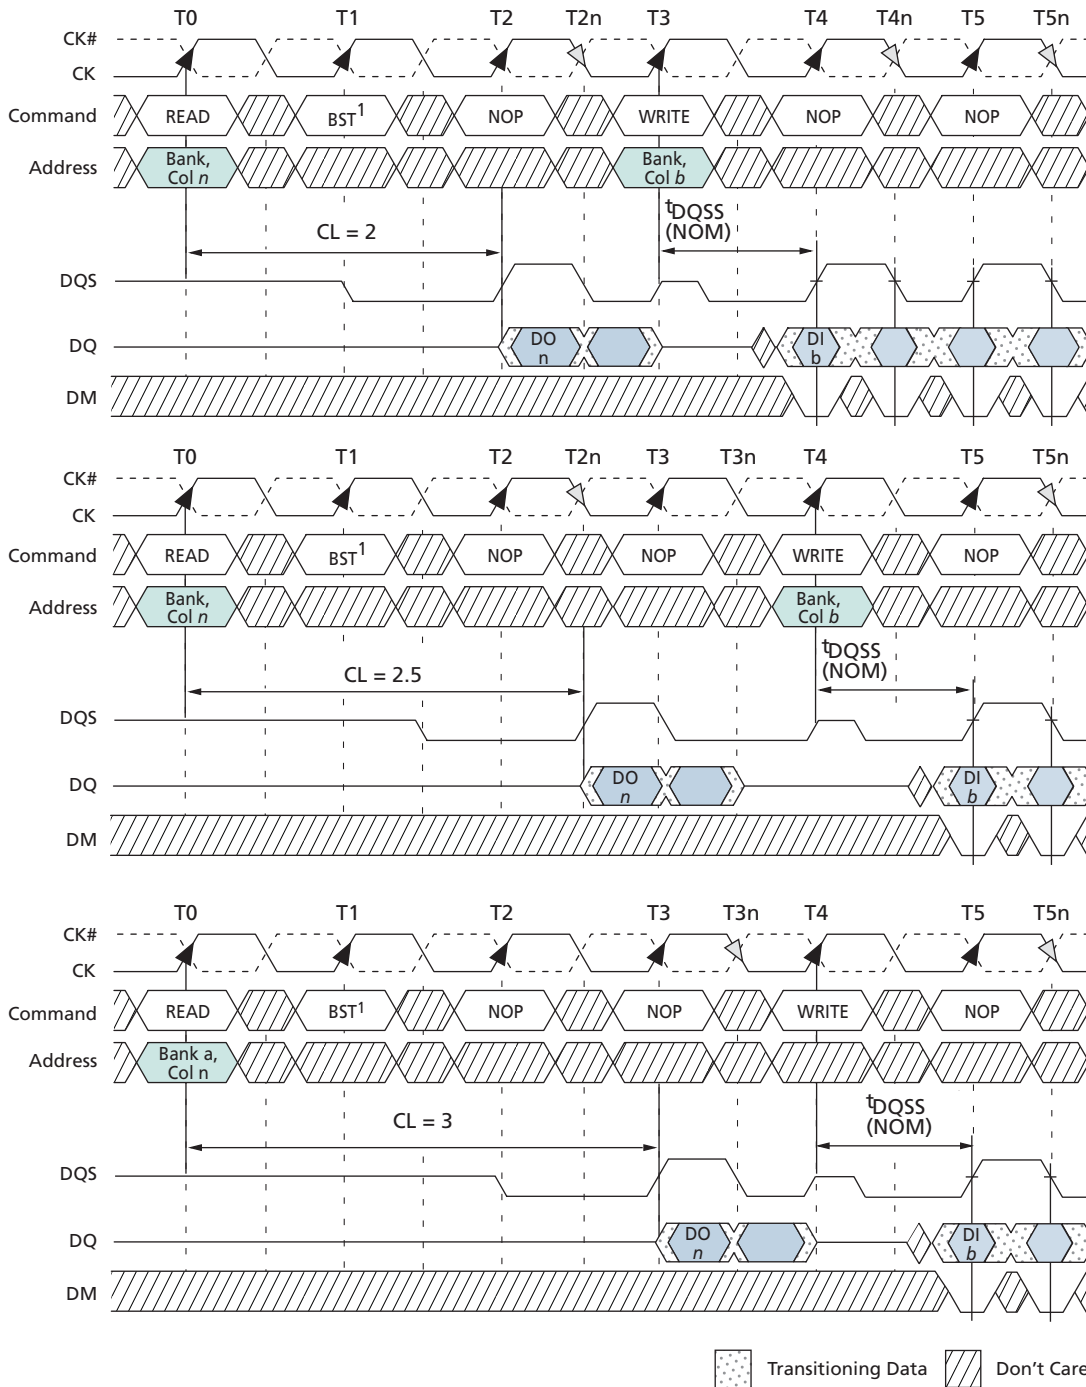 T0 T1 T2 T2n T3 T4 T4n T5 T5n
CK#
CK
Command READ BST1 NOP WRITE NOP NOP
Address Bank, Col n Bank, Col b
CL = 2 tDQSS (NOM)
DQS
DQ DO n DI b
DM
T0 T1 T2 T2n T3 T3n T4 T5 T5n
CK#
CK
Command READ BST1 NOP NOP WRITE NOP
Address Bank, Col n Bank, Col b
CL = 2.5 tDQSS (NOM)
DQS
DQ DO n DI b
DM
T0 T1 T2 T3 T3n T4 T5 T5n
CK#
CK
Command READ BST1 NOP NOP WRITE NOP
Address Bank a, Col n
CL = 3 tDQSS (NOM)
DQS
DQ DO n DI b
DM
Transitioning Data Don't Care